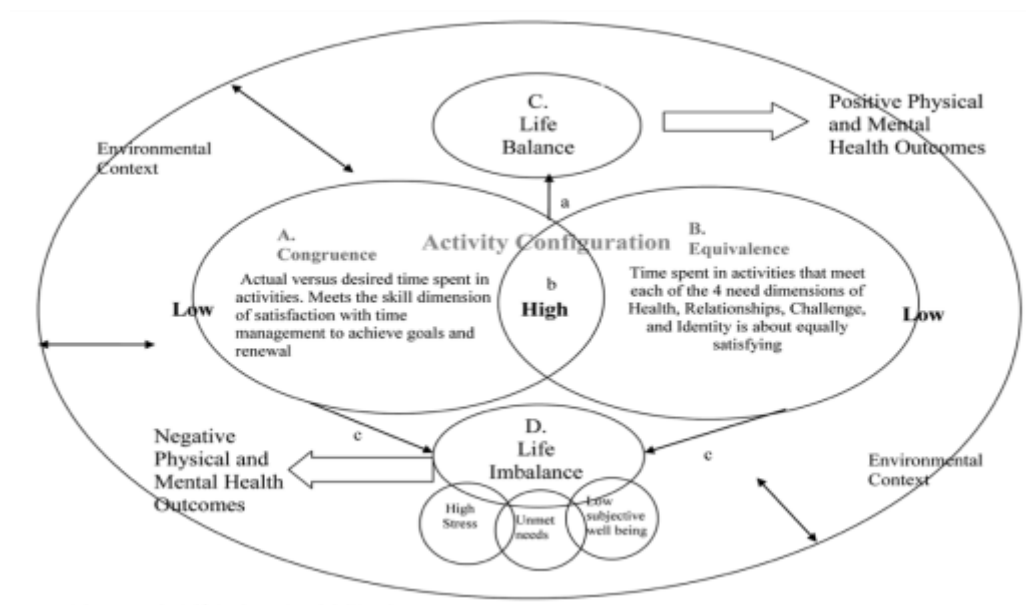 C.
Life
Balance
Positive Physical
and Mental
Health Outcomes
Environmental
Context
a
Activity Configuration
A.
Congruence
Actual versus desired time spent in
activities. Meets the skill dimension
of satisfaction with time
management to achieve goals and
renewal
Low
b
High
B.
Equivalence
Time spent in activities that meet
each of the 4 need dimensions of
Health, Relationships, Challenge,
and Identity is about equally
satisfying
Low
c
c
D.
Life
Imbalance
Negative
Physical and
Mental Health
Outcomes
High
Stress
Unmet
needs
Low
subjective
well being
Environmental
Context